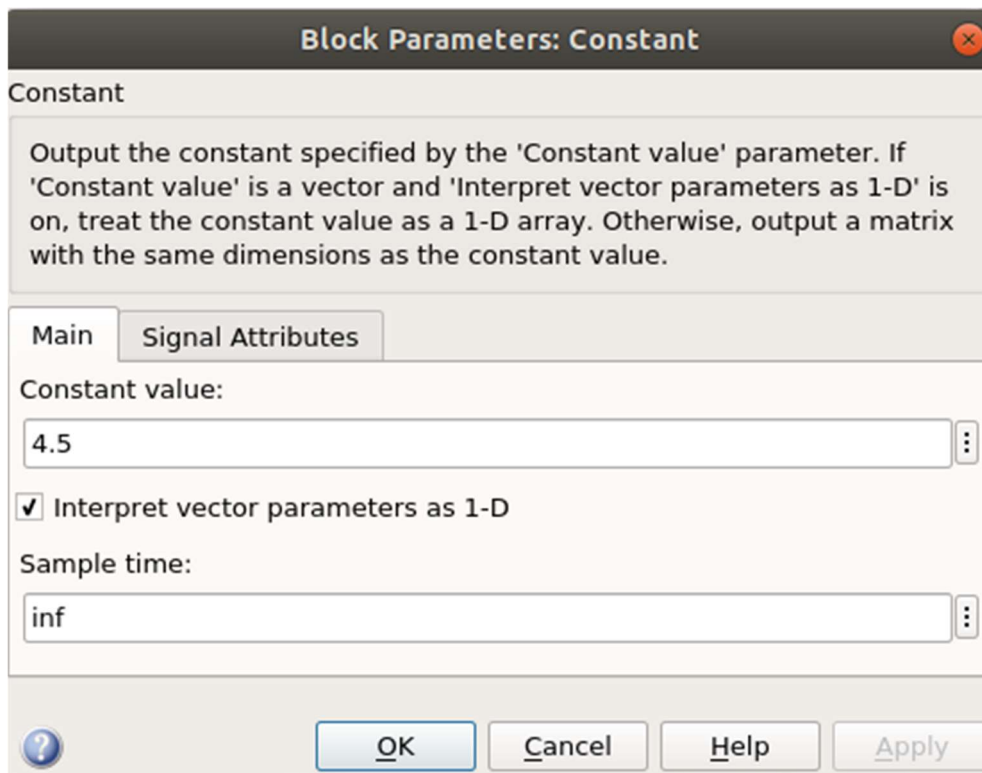 Block Parameters: Constant
Constant
Output the constant specified by the 'Constant value' parameter. If
'Constant value' is a vector and 'Interpret vector parameters as 1-D' is
on, treat the constant value as a 1-D array. Otherwise, output a matrix
with the same dimensions as the constant value.
Main Signal Attributes
Constant value:
4.5
Interpret vector parameters as 1-D
Sample time:
inf
OK Cancel Help Apply